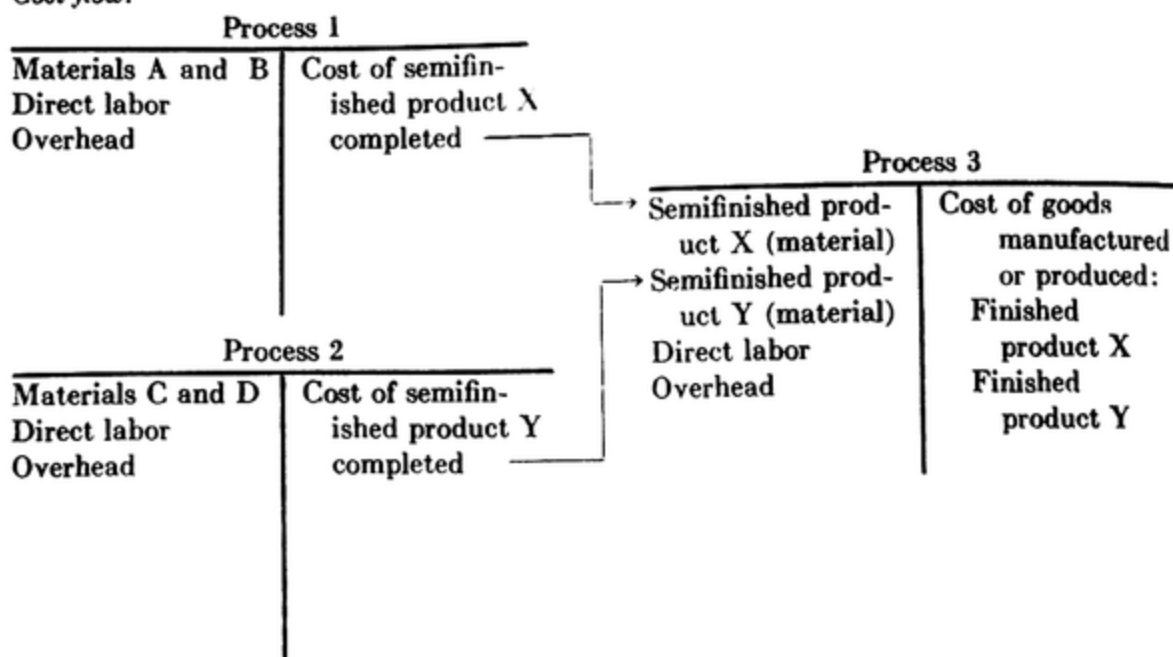 Cost flow:
Process 1
Materials A and B
Direct labor
Overhead
Cost of semifin-
ished product X
completed
Process 2
Materials C and D
Direct labor
Overhead
Cost of semifin-
ished product Y
completed
Process 3
Semifinished prod-
uct X (material)
Semifinished prod-
uct Y (material)
Direct labor
Overhead
Cost of goods
manufactured
or produced:
Finished
product X
Finished
product Y